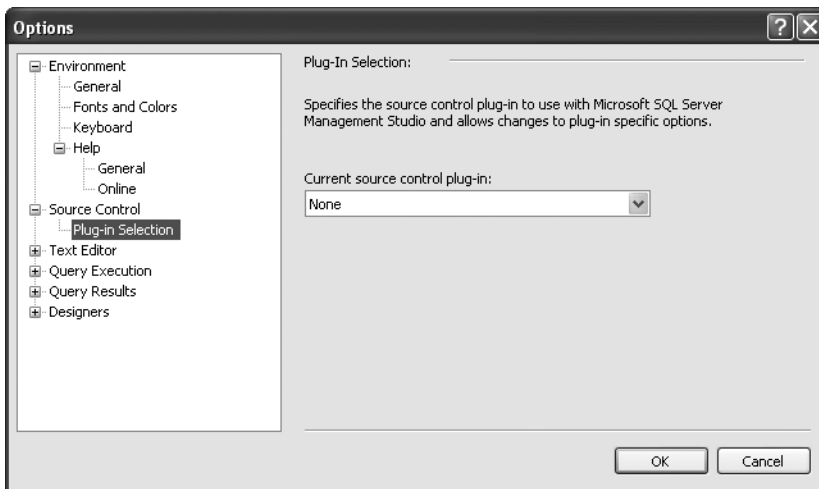 Options
Environment
General
Fonts and Colors
Keyboard
Help
General
Online
Source Control
Plug-in Selection
Text Editor
Query Execution
Query Results
Designers
Plug-In Selection:
Specifies the source control plug-in to use with Microsoft SQL Server
Management Studio and allows changes to plug-in specific options.
Current source control plug-in:
None
OK
Cancel